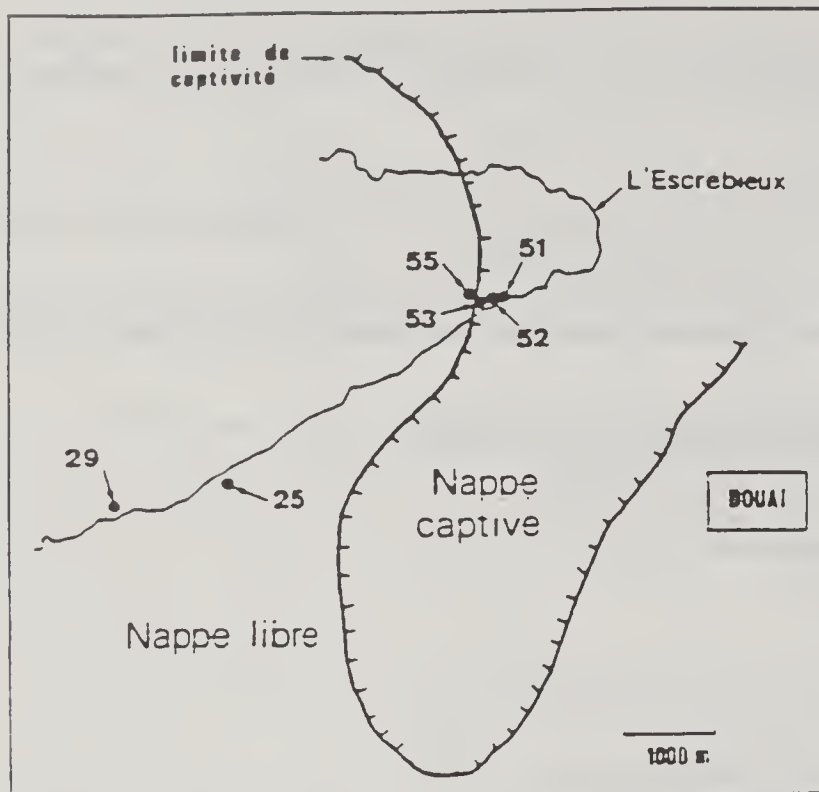 limite de
captivité
L'Escrebieux
55
51
53
52
29
25
Nappe
captive
DOUAI
Nappe libre
1000 m